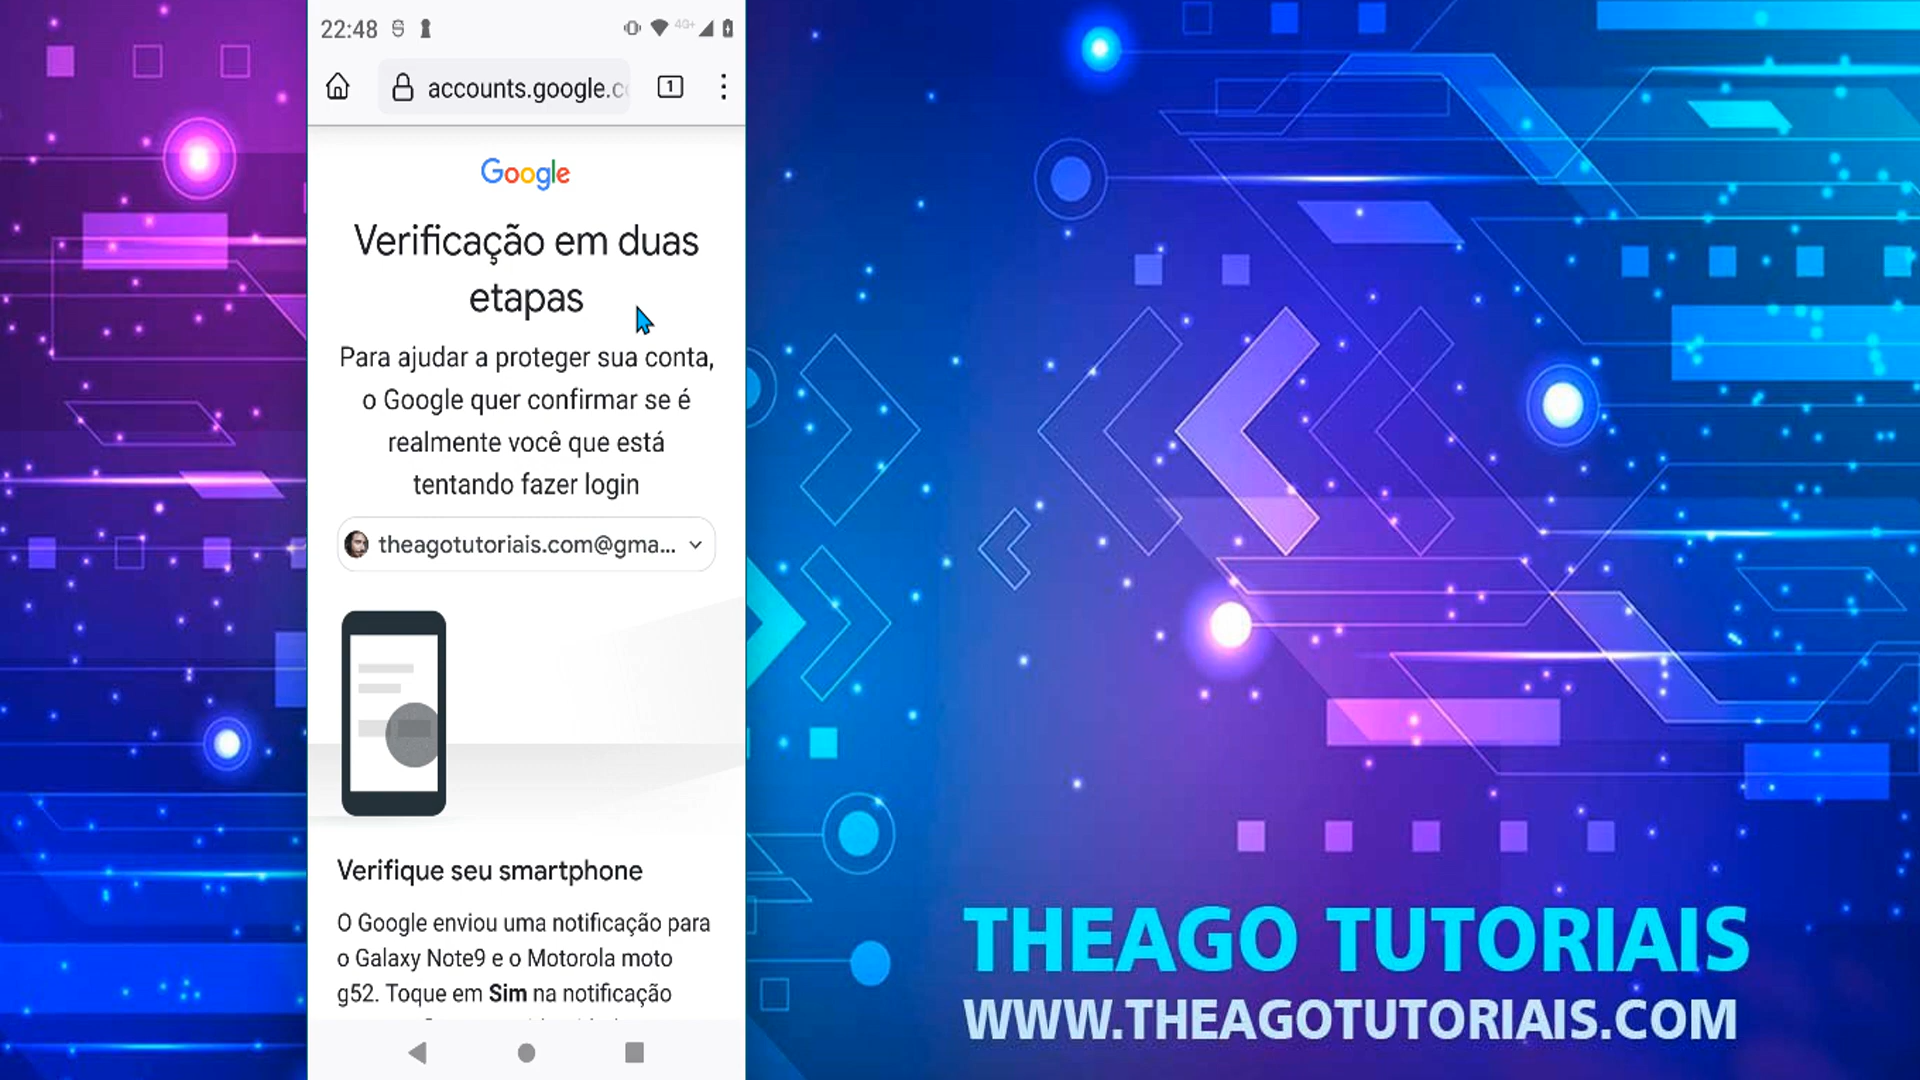 22:48
4G+
accounts.google.c
1
Google
Verificação em duas
etapas
Para ajudar a proteger sua conta,
o Google quer confirmar se é
realmente você que está
tentando fazer login
theagotutoriais.com@gma...
Verifique seu smartphone
O Google enviou uma notificação para
o Galaxy Note9 e o Motorola moto
g52. Toque em Sim na notificação
THEAGO TUTORIAIS
WWW.THEAGOTUTORIAIS.COM